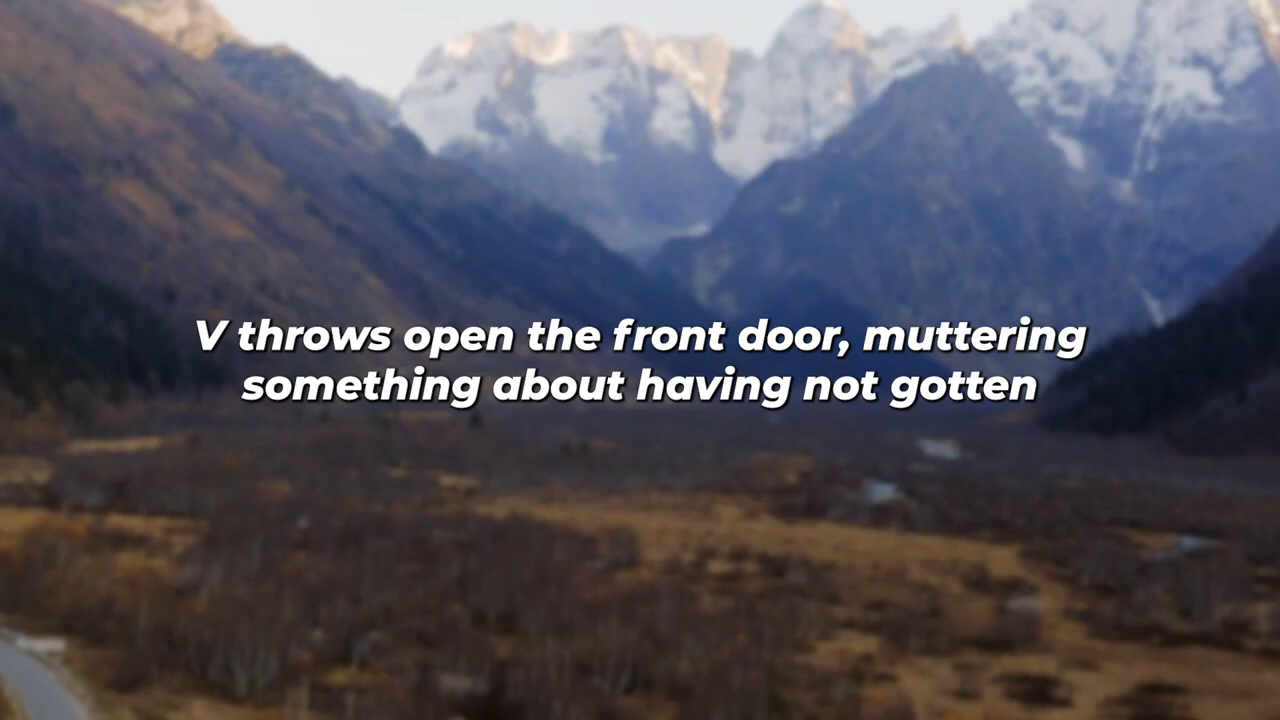 V throws open the front door, muttering
something about having not gotten